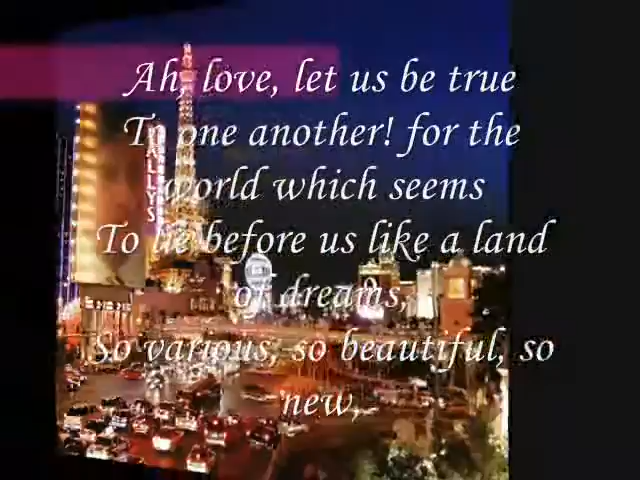 Ah, love, let us be true
To one another! for the
world which seems
To lie before us like a land
of dreams,
So various, so beautiful, so
new,
BALLYS